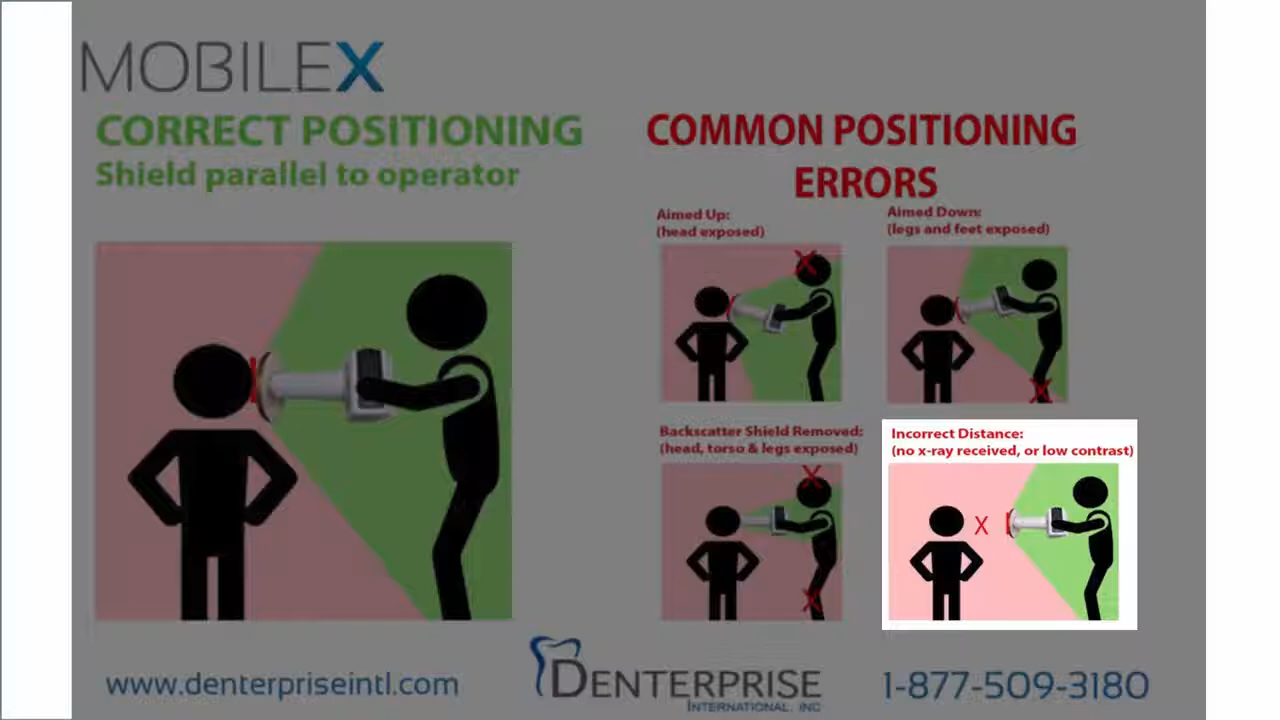 MOBILEX
CORRECT POSITIONING
Shield parallel to operator
COMMON POSITIONING
ERRORS
Aimed Up:
(head exposed)
Aimed Down:
(legs and feet exposed)
Backscatter Shield Removed:
(head, torso & legs exposed)
Incorrect Distance:
(no x-ray received, or low contrast)
X
www.denterpriseintl.com
DENTERPRISE
INTERNATIONAL, INC
1-877-509-3180